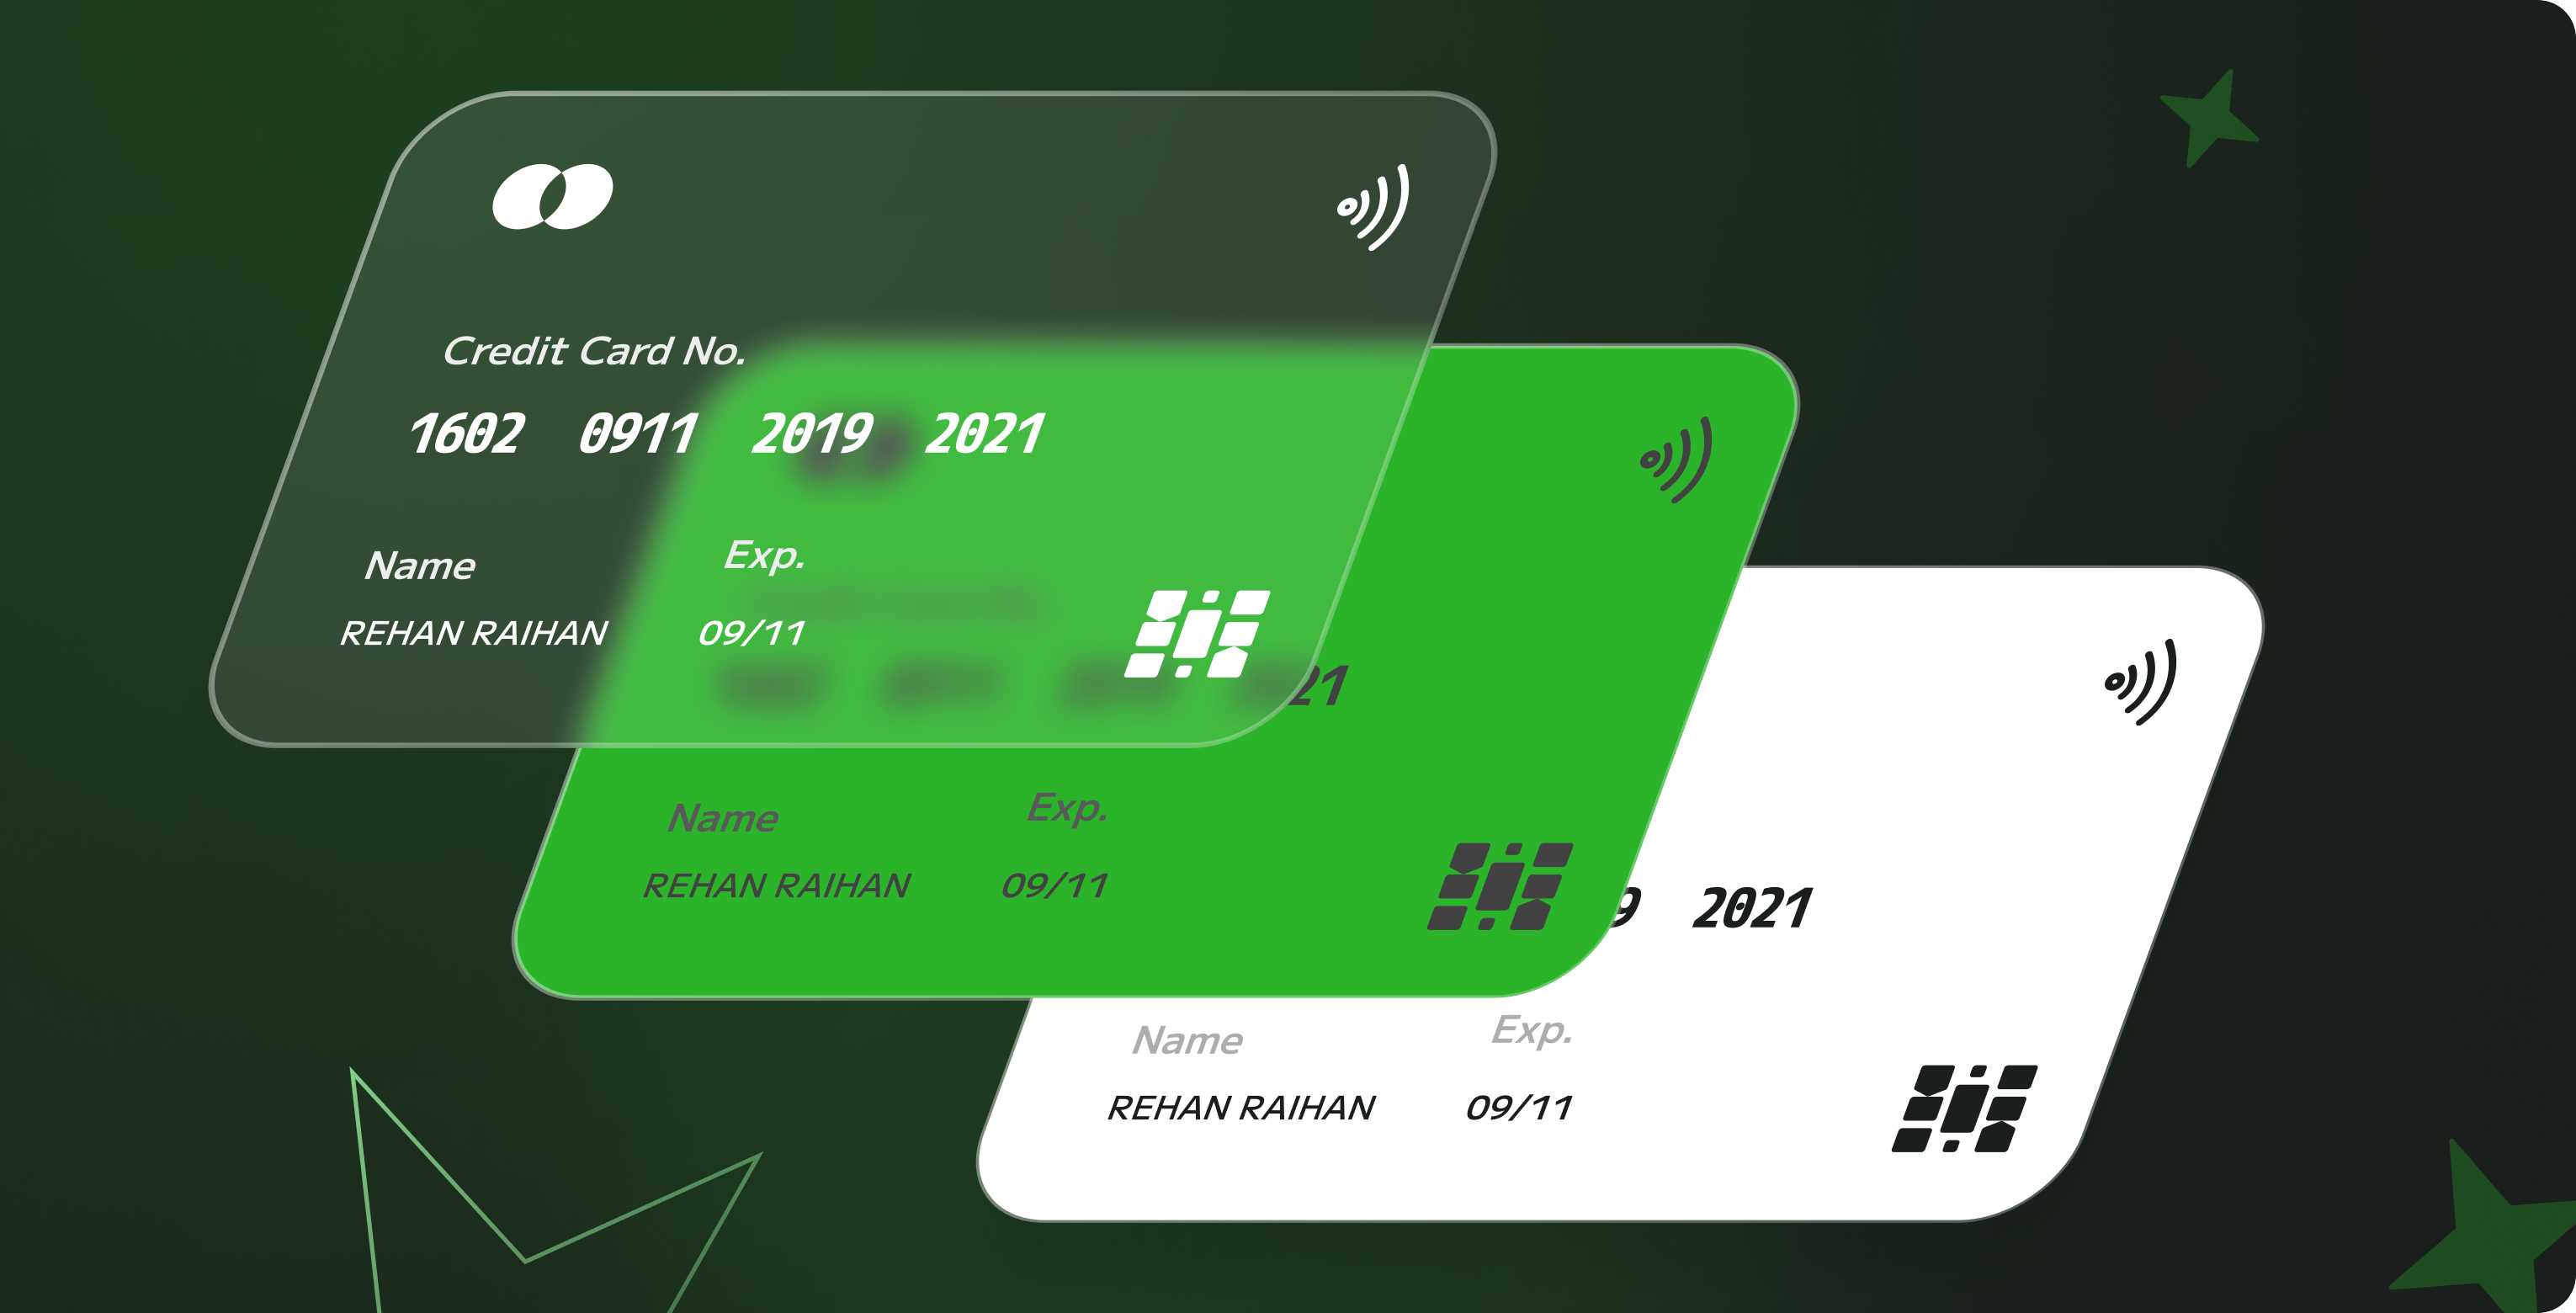 Credit Card No.
1602 0911 2019 2021
Name Exp.
REHAN RAIHAN 09/11
21
Name Exp.
REHAN RAIHAN 09/11
9 2021
Name Exp.
REHAN RAIHAN 09/11